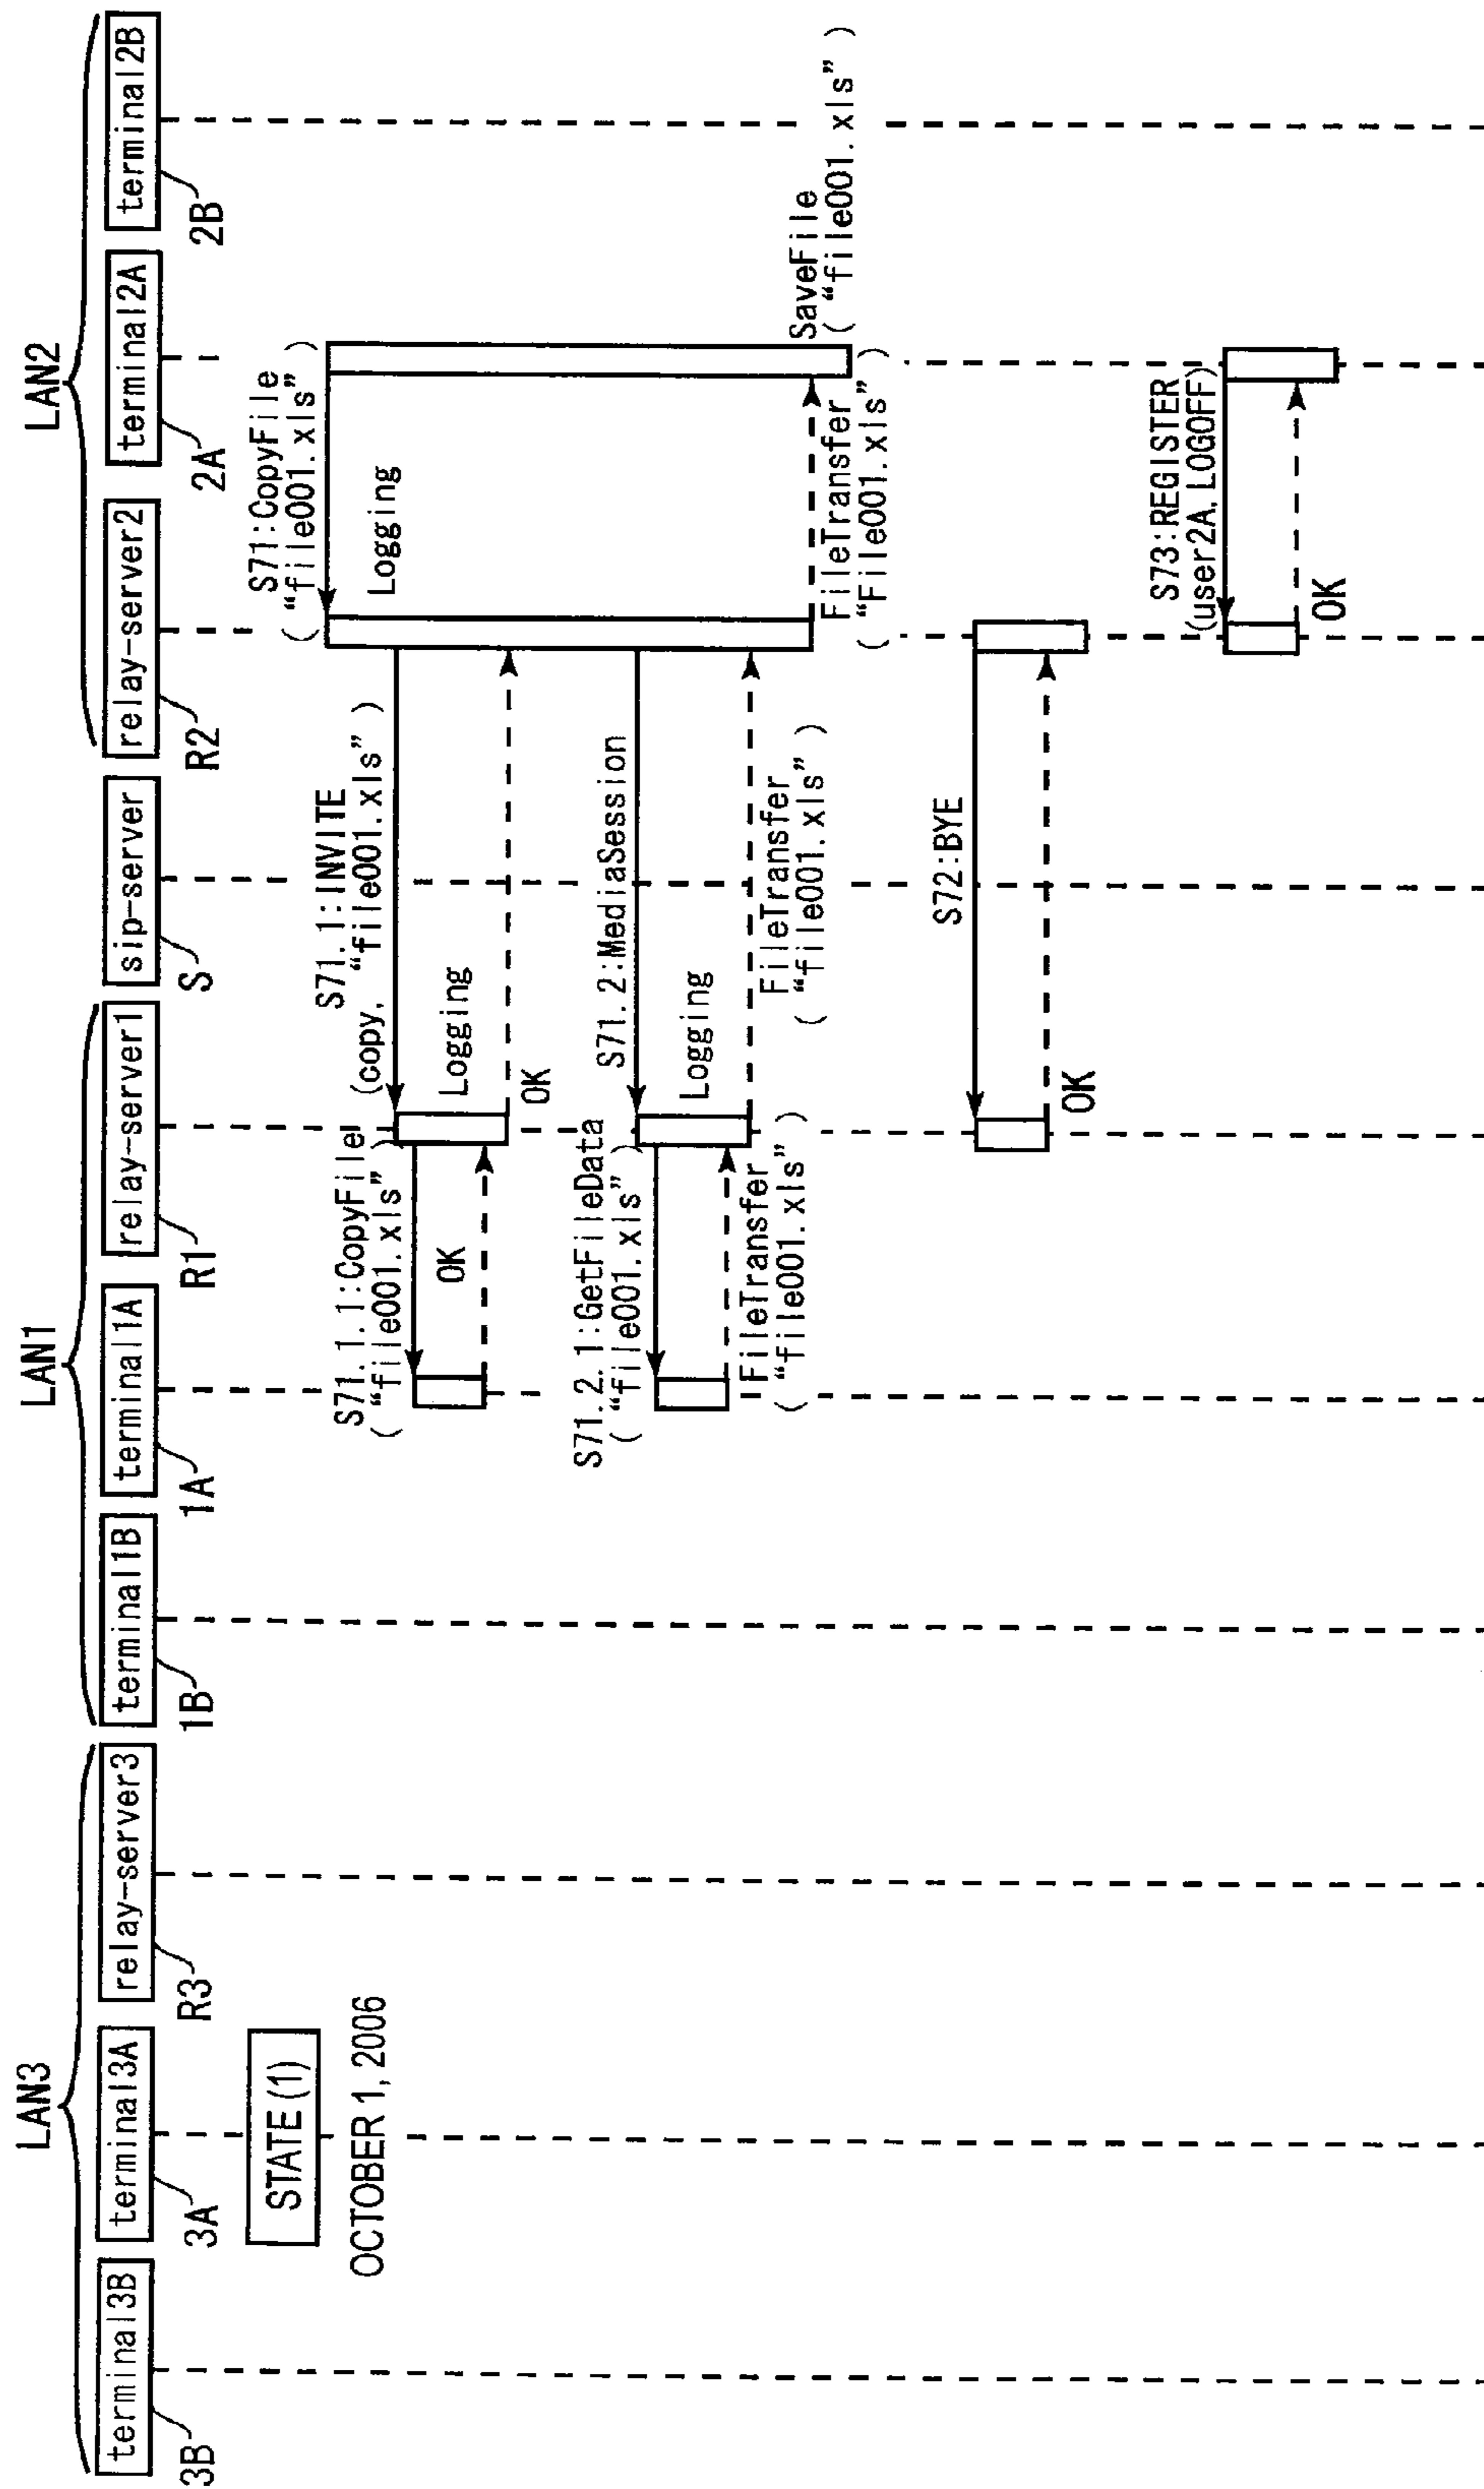 LAN3
LAN1
LAN2
terminal3B
terminal3A
relay-server3
terminal1B
terminal1A
relay-server1
sip-server
relay-server2
terminal2A
terminal2B
3B
3A
R3
1B
1A
R1
S
R2
2A
2B
STATE (1)
OCTOBER 1, 2006
S71:CopyFile
( "file001.xls" )
Logging
S71.1:INVITE
(copy, "file001.xls" )
S71.1.1:CopyFile
( "file001.xls" )
OK
Logging
OK
S71.2:MediaSession
S71.2.1:GetFileData
( "file001.xls" )
Logging
FileTransfer
( "file001.xls" )
FileTransfer
( "file001.xls" )
FileTransfer
( "File001.xls" )
SaveFile
( "file001.xls" )
S72:BYE
OK
S73:REGISTER
(user2A, LOGOFF)
OK